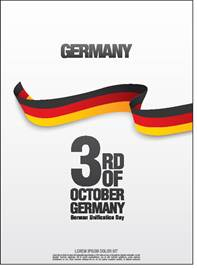 GERMANY
3RD
OF
OCTOBER
GERMANY
German Unification Day
LOREM IPSUM DOLOR SIT